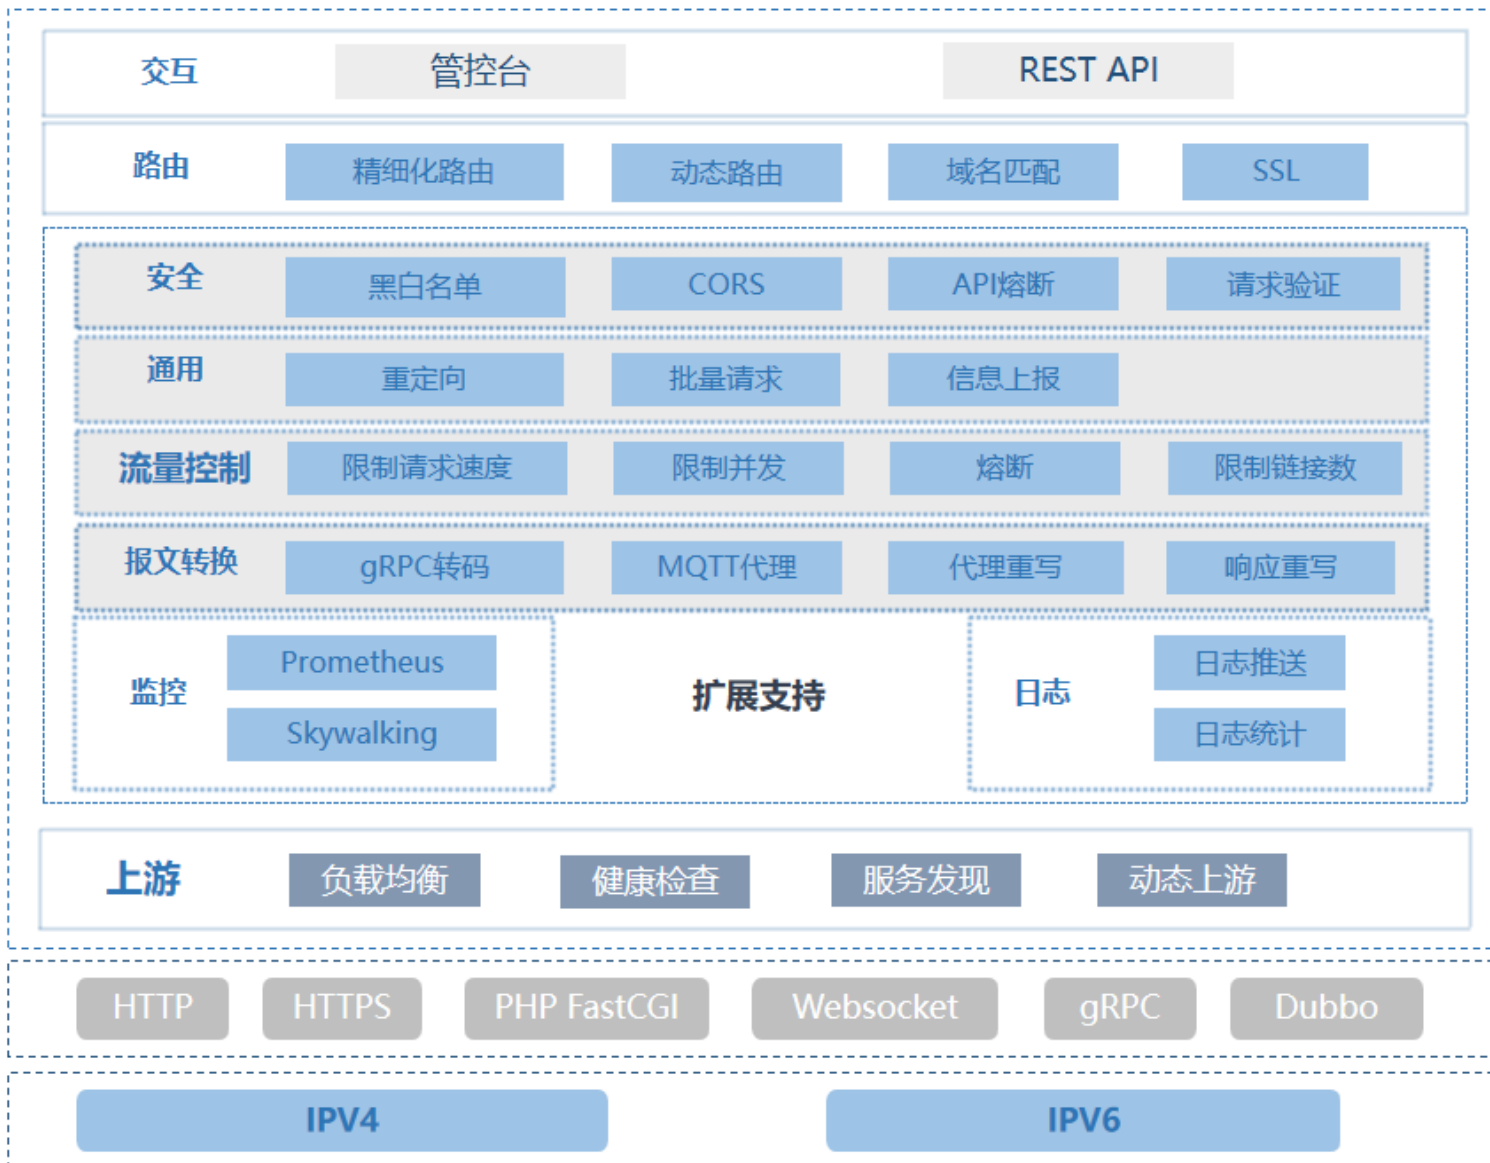 交互 管控台 REST API
路由 精细化路由 动态路由 域名匹配 SSL
安全 黑白名单 CORS API熔断 请求验证
通用 重定向 批量请求 信息上报
流量控制 限制请求速度 限制并发 熔断 限制链接数
报文转换 gRPC转码 MQTT代理 代理重写 响应重写
监控
Prometheus
Skywalking
扩展支持
日志
日志推送
日志统计
上游 负载均衡 健康检查 服务发现 动态上游
HTTP HTTPS PHP FastCGI Websocket gRPC Dubbo
IPV4 IPV6